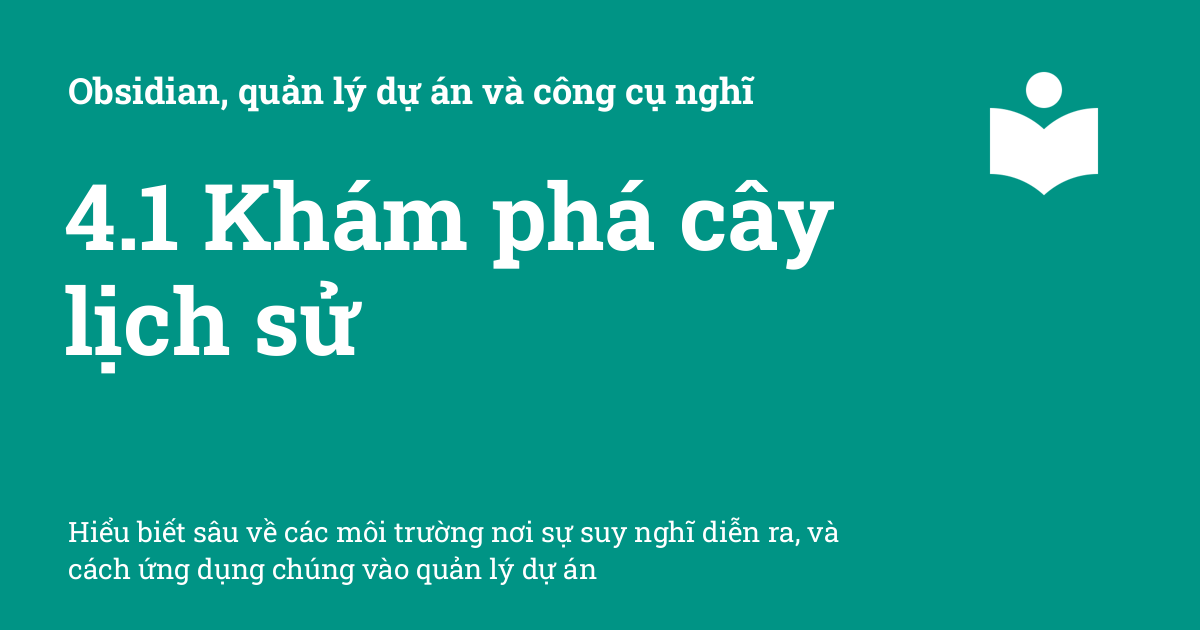 Obsidian, quản lý dự án và công cụ nghĩ
4.1 Khám phá cây
lịch sử
Hiểu biết sâu về các môi trường nơi sự suy nghĩ diễn ra, và
cách ứng dụng chúng vào quản lý dự án